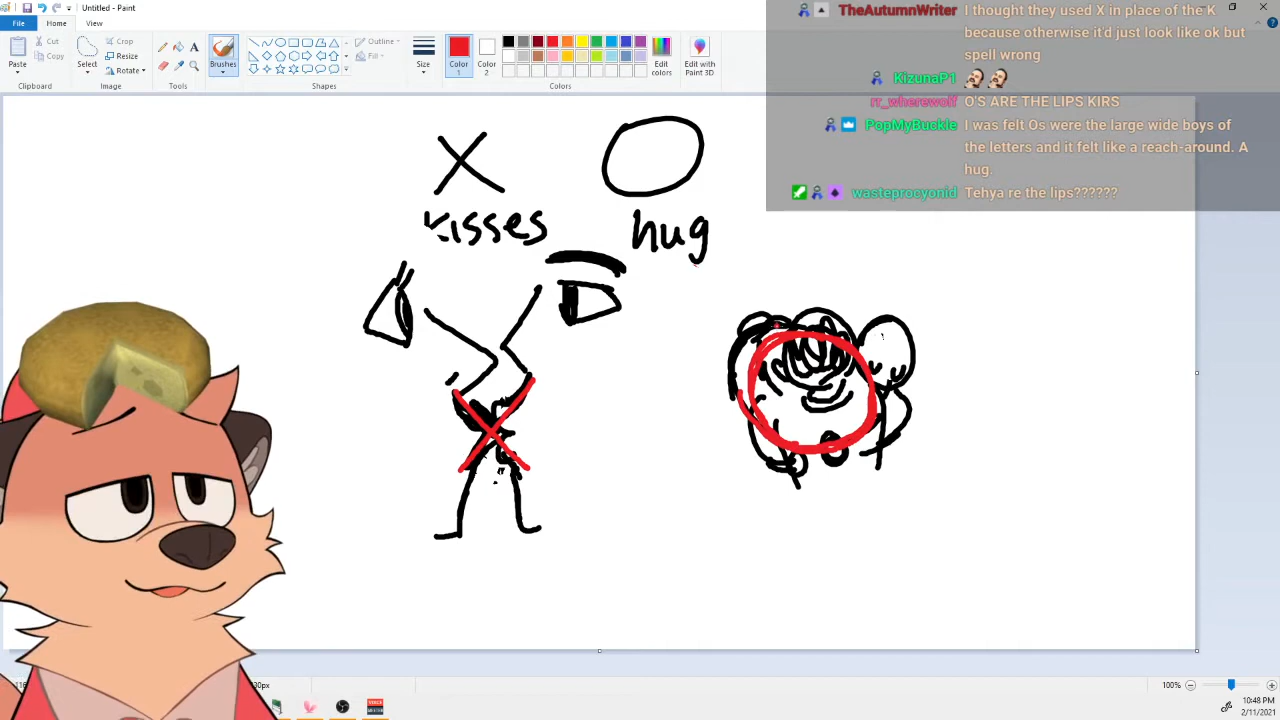 Untitled - Paint
File
Home
View
Paste
Clipboard
Select
Crop
Resize
Rotate
Image
Tools
Brushes
Shapes
Outline
Fill
Size
Color 1
Color 2
Edit colors
Edit with Paint 3D
Colors
TheAutumnWriter I thought they used X in place of the K
because otherwise it'd just look like ok but
spell wrong
KizunaP1
rr_wherewolf O'S ARE THE LIPS KIRS
PopMyBuckle I was felt Os were the large wide boys of
the letters and it felt like a reach-around. A
hug.
wasteprocyonid Tehya re the lips??????
X O
kisses hug
30px
100%
10:48 PM
2/11/2021